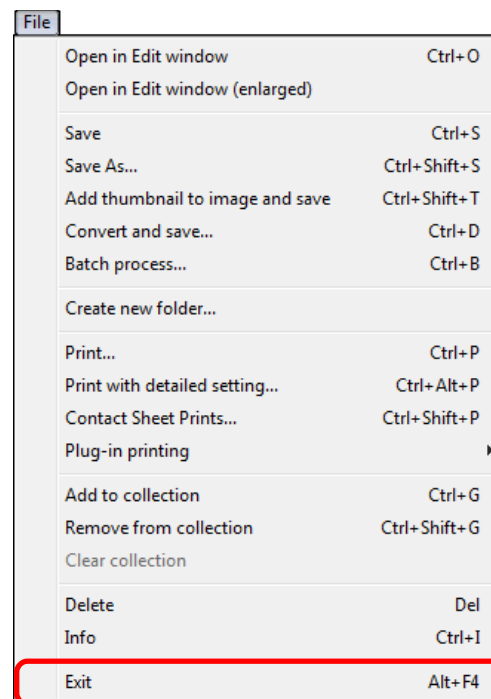 File
Open in Edit window Ctrl+O
Open in Edit window (enlarged)
Save Ctrl+S
Save As... Ctrl+Shift+S
Add thumbnail to image and save Ctrl+Shift+T
Convert and save... Ctrl+D
Batch process... Ctrl+B
Create new folder...
Print... Ctrl+P
Print with detailed setting... Ctrl+Alt+P
Contact Sheet Prints... Ctrl+Shift+P
Plug-in printing
Add to collection Ctrl+G
Remove from collection Ctrl+Shift+G
Clear collection
Delete Del
Info Ctrl+I
Exit Alt+F4